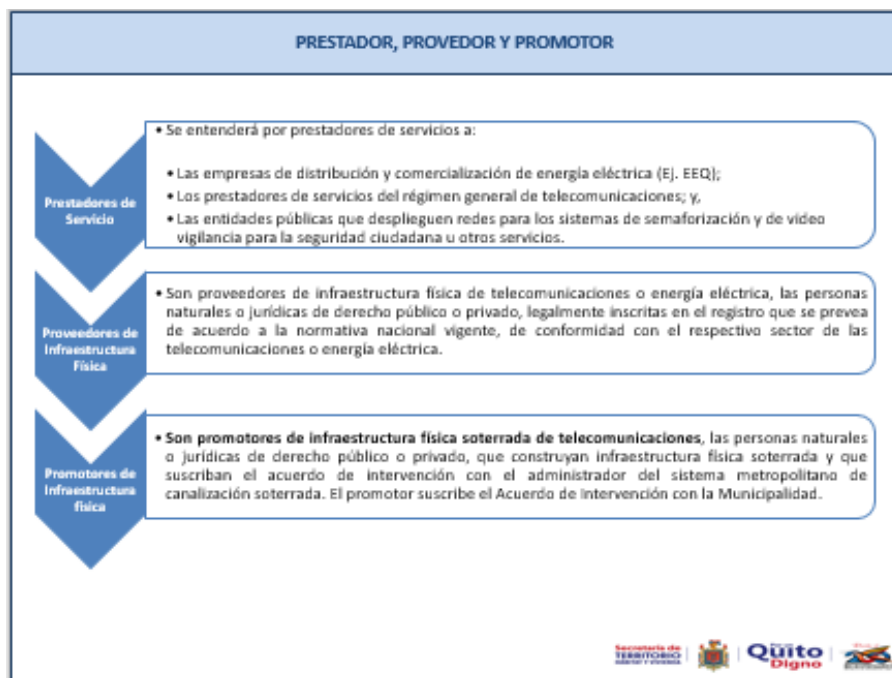 PRESTADOR, PROVEDOR Y PROMOTOR
Prestadores de
Servicio
• Se entenderá por prestadores de servicios a:
• Las empresas de distribución y comercialización de energía eléctrica (Ej. EEQ);
• Los prestadores de servicios del régimen general de telecomunicaciones; y,
• Las entidades públicas que desplieguen redes para los sistemas de semaforización y de video
vigilancia para la seguridad ciudadana u otros servicios.
Proveedores de
Infraestructura
Física
• Son proveedores de infraestructura física de telecomunicaciones o energía eléctrica, las personas
naturales o jurídicas de derecho público o privado, legalmente inscritas en el registro que se prevea
de acuerdo a la normativa nacional vigente, de conformidad con el respectivo sector de las
telecomunicaciones o energía eléctrica.
Promotores de
Infraestructura
física
• Son promotores de infraestructura física soterrada de telecomunicaciones, las personas naturales
o jurídicas de derecho público o privado, que construyan infraestructura física soterrada y que
suscriban el acuerdo de intervención con el administrador del sistema metropolitano de
canalización soterrada. El promotor suscribe el Acuerdo de Intervención con la Municipalidad.
Secretaría de
TERRITORIO
Quito
Digno